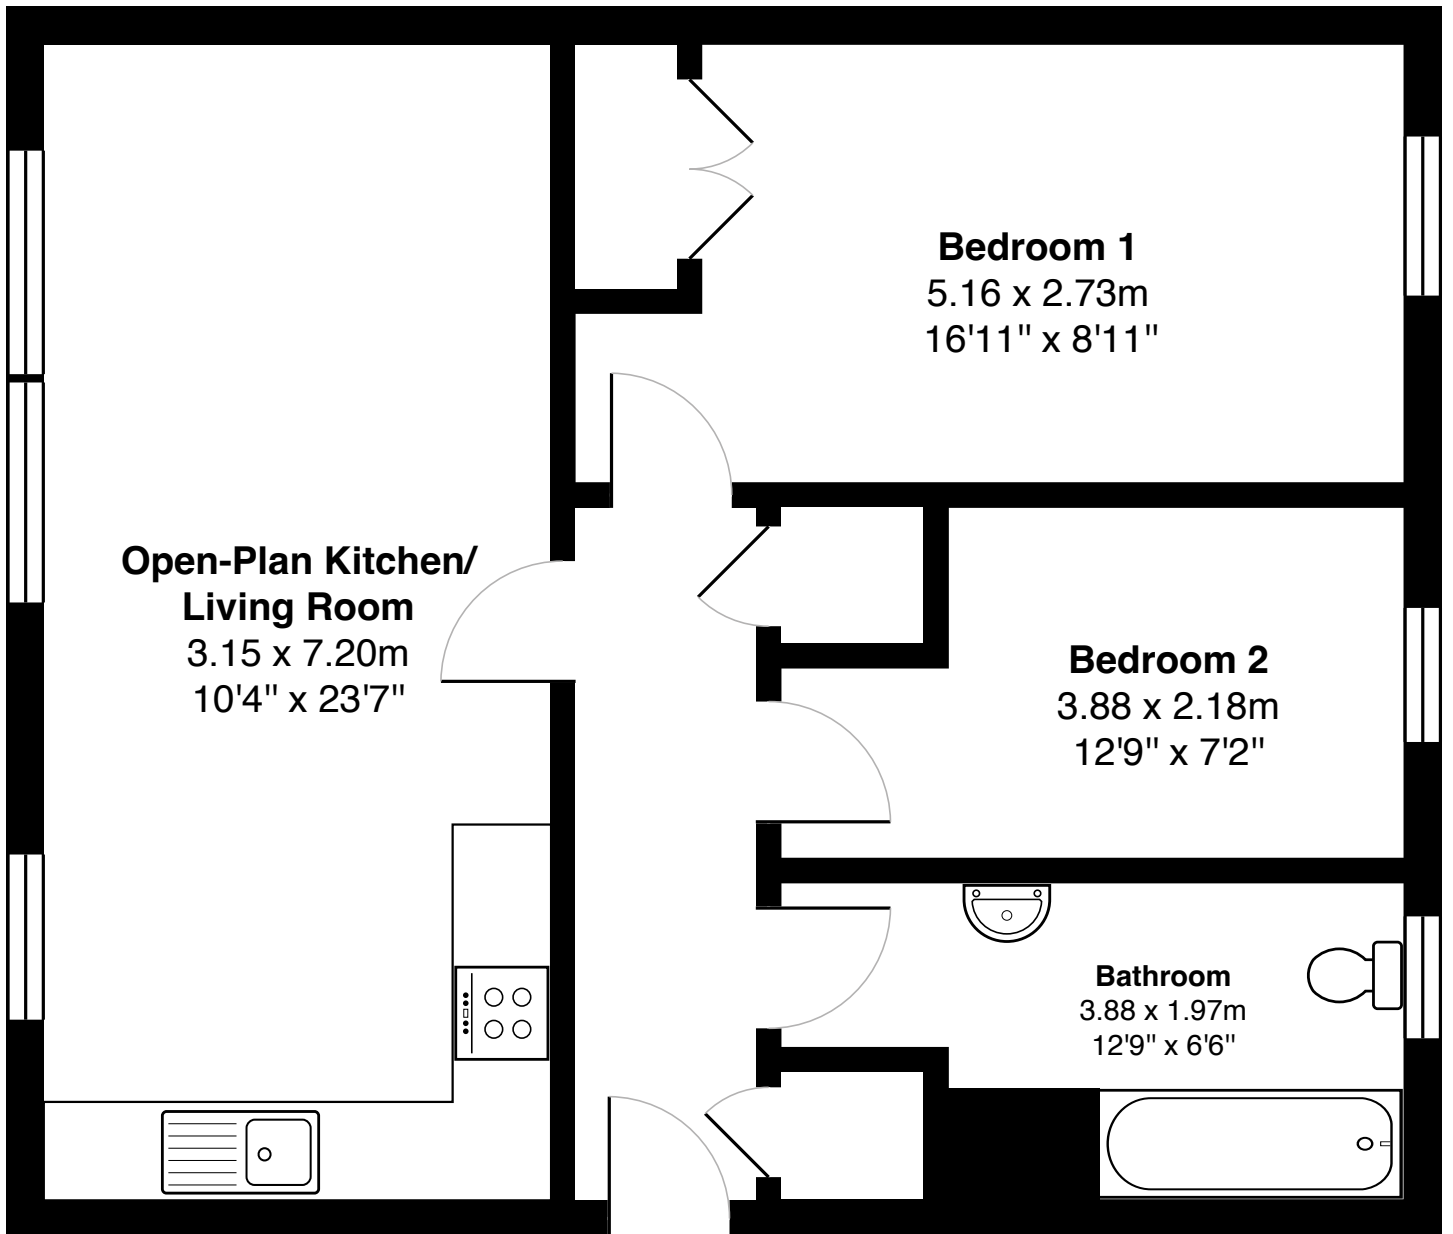 Bedroom 1
5.16 x 2.73m
16'11" x 8'11"
Open-Plan Kitchen/
Living Room
3.15 x 7.20m
10'4" x 23'7"
Bedroom 2
3.88 x 2.18m
12'9" x 7'2"
Bathroom
3.88 x 1.97m
12'9" x 6'6"